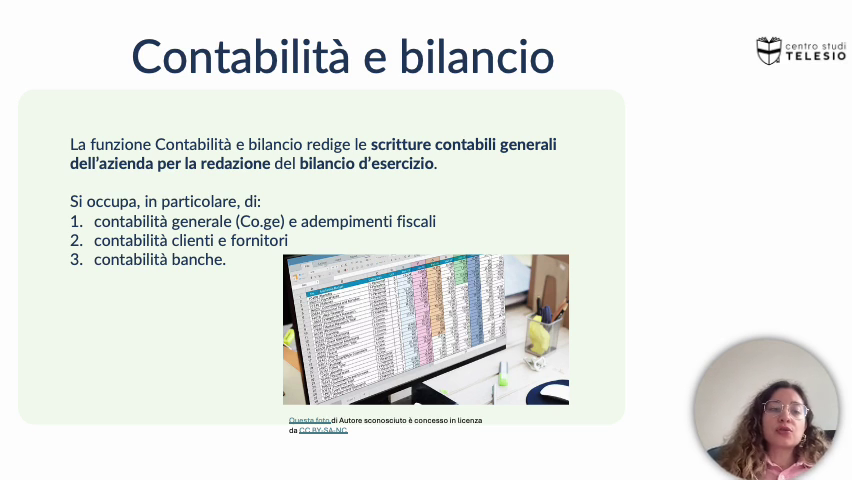 Contabilità e bilancio
centro studi
TELESIO
La funzione Contabilità e bilancio redige le scritture contabili generali
dell’azienda per la redazione del bilancio d’esercizio.
Si occupa, in particolare, di:
1. contabilità generale (Co.ge) e adempimenti fiscali
2. contabilità clienti e fornitori
3. contabilità banche.
Questa foto di Autore sconosciuto è concesso in licenza
da CC BY-SA-NC